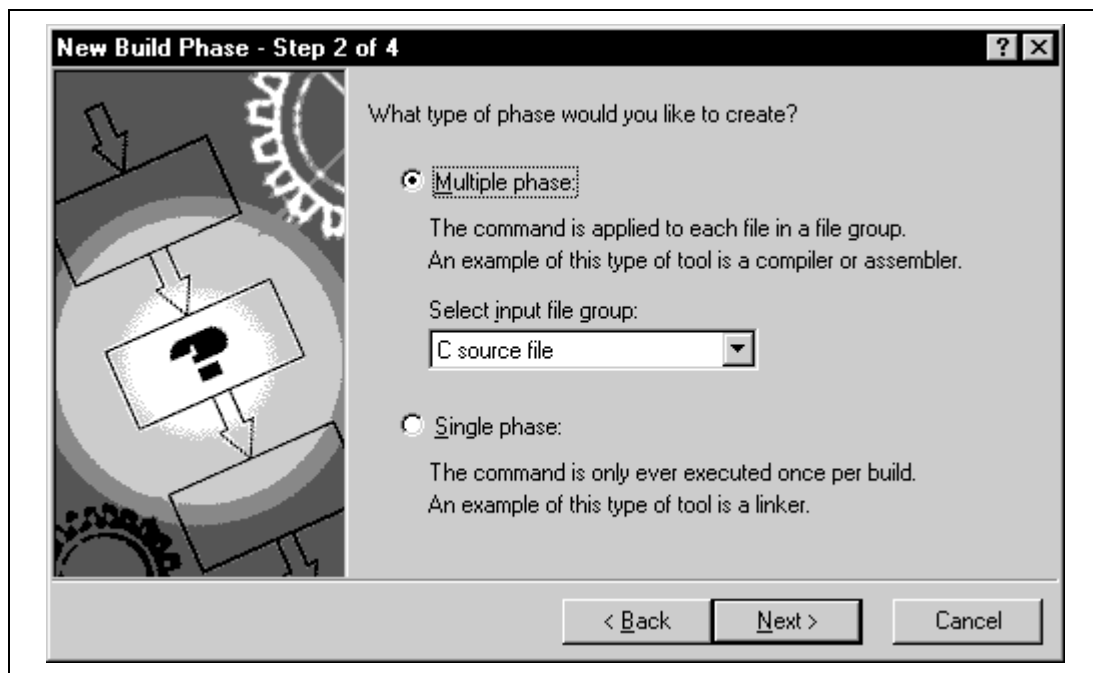 New Build Phase - Step 2 of 4
What type of phase would you like to create?
Multiple phase:
The command is applied to each file in a file group.
An example of this type of tool is a compiler or assembler.
Select input file group:
C source file
?
Single phase:
The command is only ever executed once per build.
An example of this type of tool is a linker.
< Back
Next >
Cancel